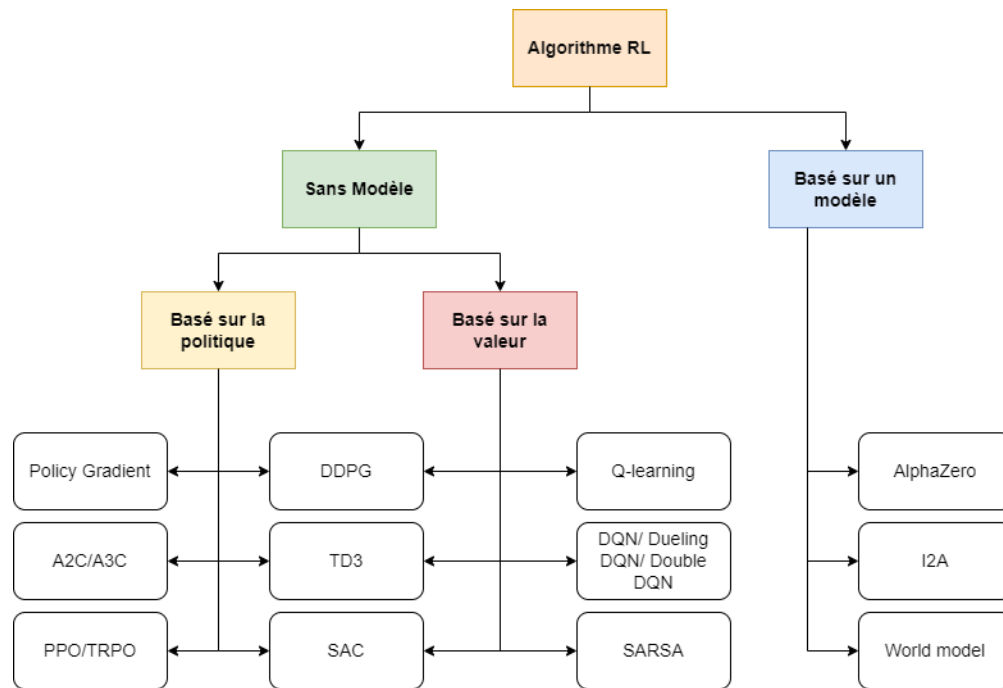 Algorithme RL
Sans Modèle
Basé sur un
modèle
Basé sur la
politique
Basé sur la
valeur
Policy Gradient
DDPG
Q-learning
AlphaZero
A2C/A3C
TD3
DQN/ Dueling
DQN/ Double
DQN
I2A
PPO/TRPO
SAC
SARSA
World model